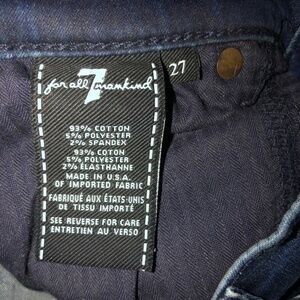 for all 7 mankind
27
93% COTTON
5% POLYESTER
2% SPANDEX
93% COTON
5% POLYESTER
2% ELASTHANNE
MADE IN U.S.A.
OF IMPORTED FABRIC
FABRIQUÉ AUX ÉTATS-UNIS
DE TISSU IMPORTÉ
SEE REVERSE FOR CARE
ENTRETIEN AU VERSO